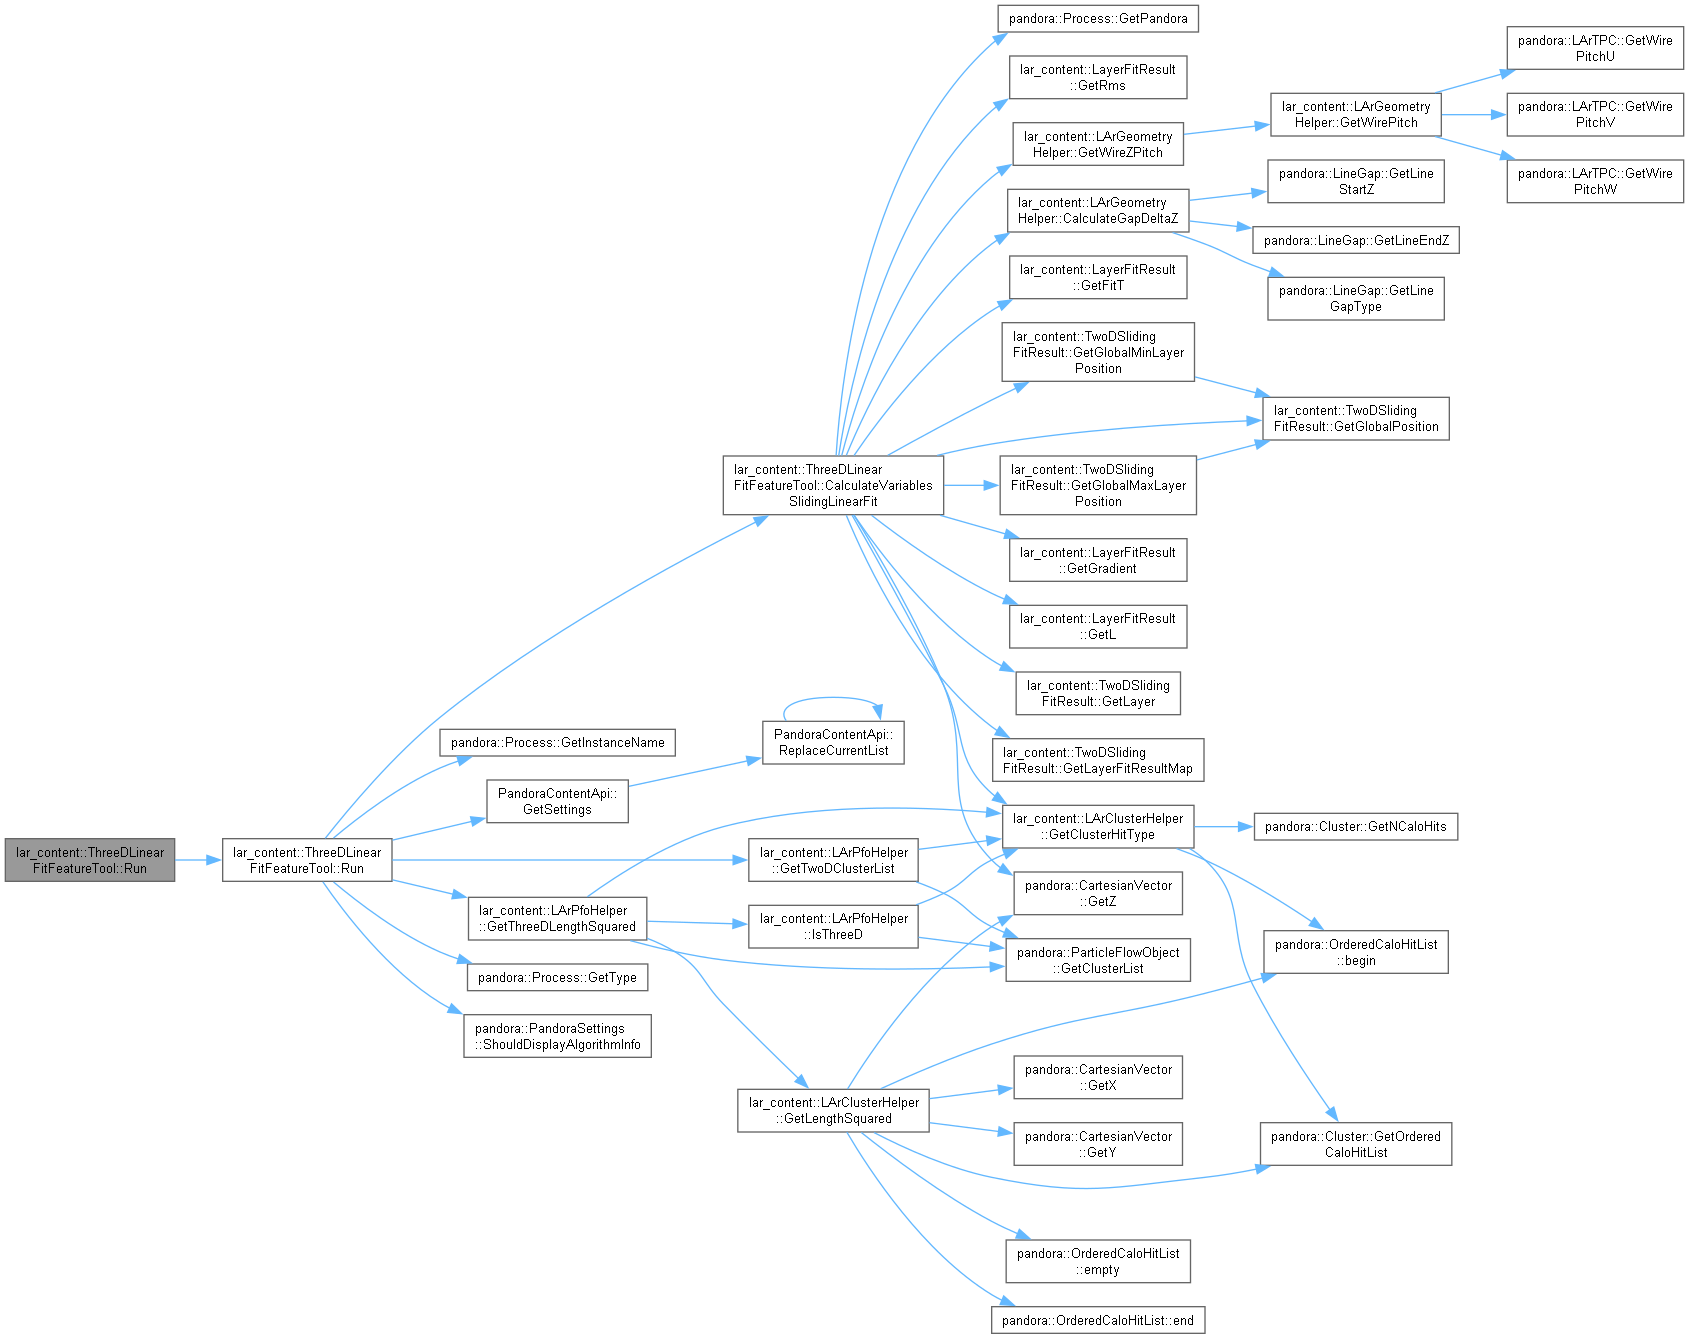 pandora::Process::GetPandora
lar_content::LayerFitResult
::GetRms
lar_content::LArGeometry
Helper::GetWireZPitch
lar_content::LArGeometry
Helper::GetWirePitch
pandora::LArTPC::GetWire
PitchU
pandora::LArTPC::GetWire
PitchV
pandora::LArTPC::GetWire
PitchW
lar_content::LArGeometry
Helper::CalculateGapDeltaZ
pandora::LineGap::GetLine
StartZ
pandora::LineGap::GetLineEndZ
pandora::LineGap::GetLine
GapType
lar_content::LayerFitResult
::GetFitT
lar_content::TwoDSliding
FitResult::GetGlobalMinLayer
Position
lar_content::TwoDSliding
FitResult::GetGlobalPosition
lar_content::ThreeDLinear
FitFeatureTool::CalculateVariables
SlidingLinearFit
lar_content::TwoDSliding
FitResult::GetGlobalMaxLayer
Position
lar_content::LayerFitResult
::GetGradient
lar_content::LayerFitResult
::GetL
lar_content::TwoDSliding
FitResult::GetLayer
lar_content::TwoDSliding
FitResult::GetLayerFitResultMap
pandora::Process::GetInstanceName
PandoraContentApi::
ReplaceCurrentList
PandoraContentApi::
GetSettings
lar_content::ThreeDLinear
FitFeatureTool::Run
lar_content::ThreeDLinear
FitFeatureTool::Run
lar_content::LArPfoHelper
::GetTwoDClusterList
lar_content::LArClusterHelper
::GetClusterHitType
pandora::Cluster::GetNCaloHits
lar_content::LArPfoHelper
::GetThreeDLengthSquared
lar_content::LArPfoHelper
::IsThreeD
pandora::CartesianVector
::GetZ
pandora::ParticleFlowObject
::GetClusterList
pandora::OrderedCaloHitList
::begin
pandora::Process::GetType
pandora::PandoraSettings
::ShouldDisplayAlgorithmInfo
lar_content::LArClusterHelper
::GetLengthSquared
pandora::CartesianVector
::GetX
pandora::CartesianVector
::GetY
pandora::Cluster::GetOrdered
CaloHitList
pandora::OrderedCaloHitList
::empty
pandora::OrderedCaloHitList::end